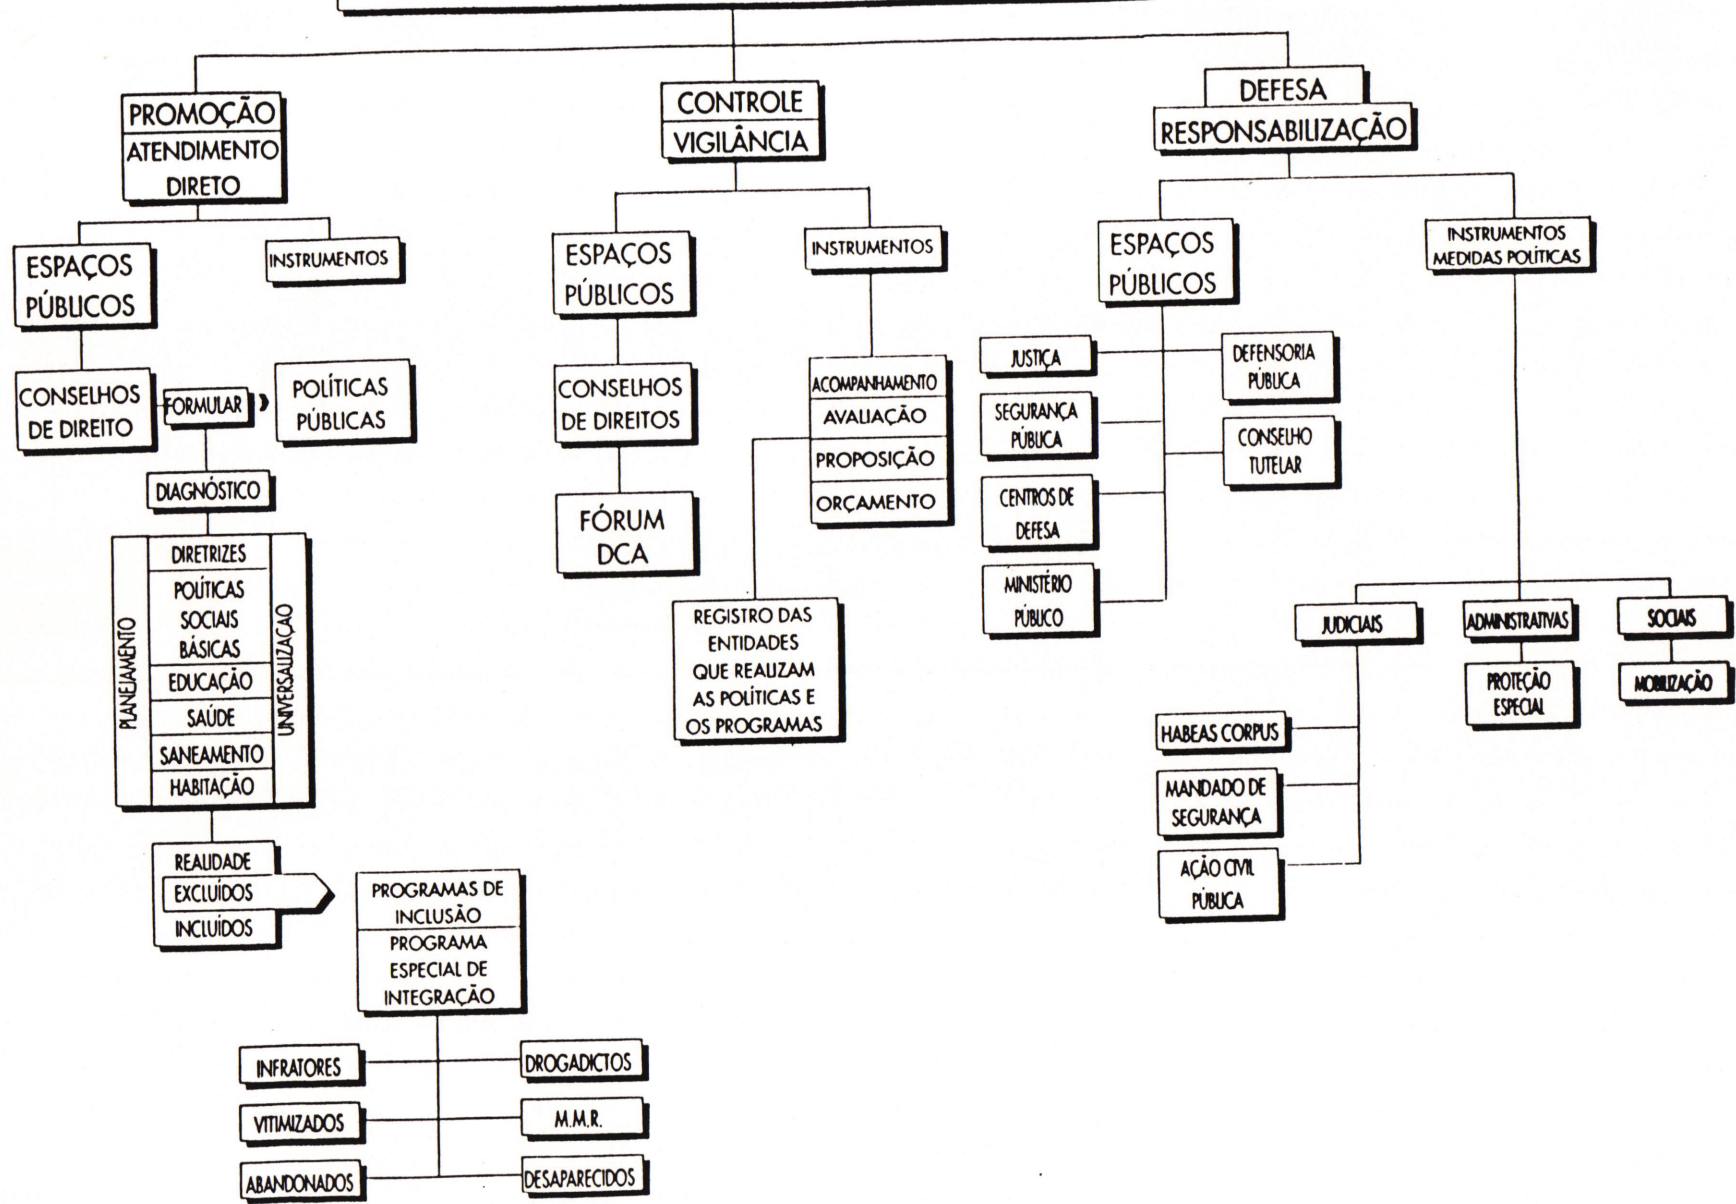 PROMOÇÃO
ATENDIMENTO
DIRETO
ESPAÇOS
PÚBLICOS
INSTRUMENTOS
CONSELHOS
DE DIREITO
FORMULAR
POLÍTICAS
PÚBLICAS
DIAGNÓSTICO
PLANEJAMENTO
DIRETRIZES
POLÍTICAS
SOCIAIS
BÁSICAS
EDUCAÇÃO
SAÚDE
SANEAMENTO
HABITAÇÃO
UNIVERSALIZAÇAO
REALIDADE
EXCLUÍDOS
INCLUÍDOS
PROGRAMAS DE
INCLUSÃO
PROGRAMA
ESPECIAL DE
INTEGRAÇÃO
INFRATORES
DROGADICTOS
VITIMIZADOS
M.M.R.
ABANDONADOS
DESAPARECIDOS
CONTROLE
VIGILÂNCIA
ESPAÇOS
PÚBLICOS
INSTRUMENTOS
CONSELHOS
DE DIREITOS
FÓRUM
DCA
ACOMPANHAMENTO
AVALIAÇÃO
PROPOSIÇÃO
ORÇAMENTO
REGISTRO DAS
ENTIDADES
QUE REALIZAM
AS POLÍTICAS E
OS PROGRAMAS
DEFESA
RESPONSABILIZAÇÃO
ESPAÇOS
PÚBLICOS
INSTRUMENTOS
MEDIDAS POLÍTICAS
JUSTIÇA
DEFENSORIA
PÚBLICA
SEGURANÇA
PÚBLICA
CONSELHO
TUTELAR
CENTROS DE
DEFESA
MINISTÉRIO
PÚBLICO
JUDICIAIS
ADMINISTRATIVAS
SOCIAIS
PROTEÇÃO
ESPECIAL
MOBILIZAÇÃO
HABEAS CORPUS
MANDADO DE
SEGURANÇA
AÇÃO CIVIL
PÚBLICA